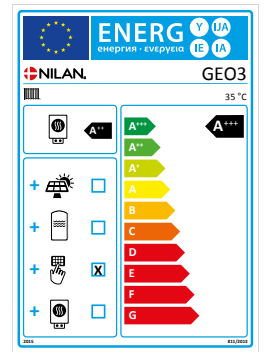 ENERG Y IJA
енергия · ενεργεια IE IA
NILAN. GEO3
35 °C
A++
A+++ A+++
A++
A+
A
B
+
C
+
D
+ X
E
F
+
G
2015 811/2013